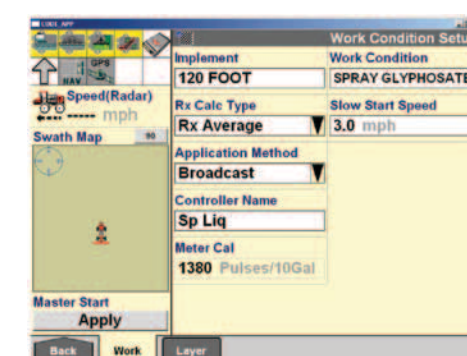 Work Condition Setu
GPS
NAV
Speed(Radar)
----- mph
Swath Map
Master Start
Apply
Implement
120 FOOT
Work Condition
SPRAY GLYPHOSATE
Rx Calc Type
Rx Average
Slow Start Speed
3.0 mph
Application Method
Broadcast
Controller Name
Sp Liq
Meter Cal
1380 Pulses/10Gal
Back
Work
Layer